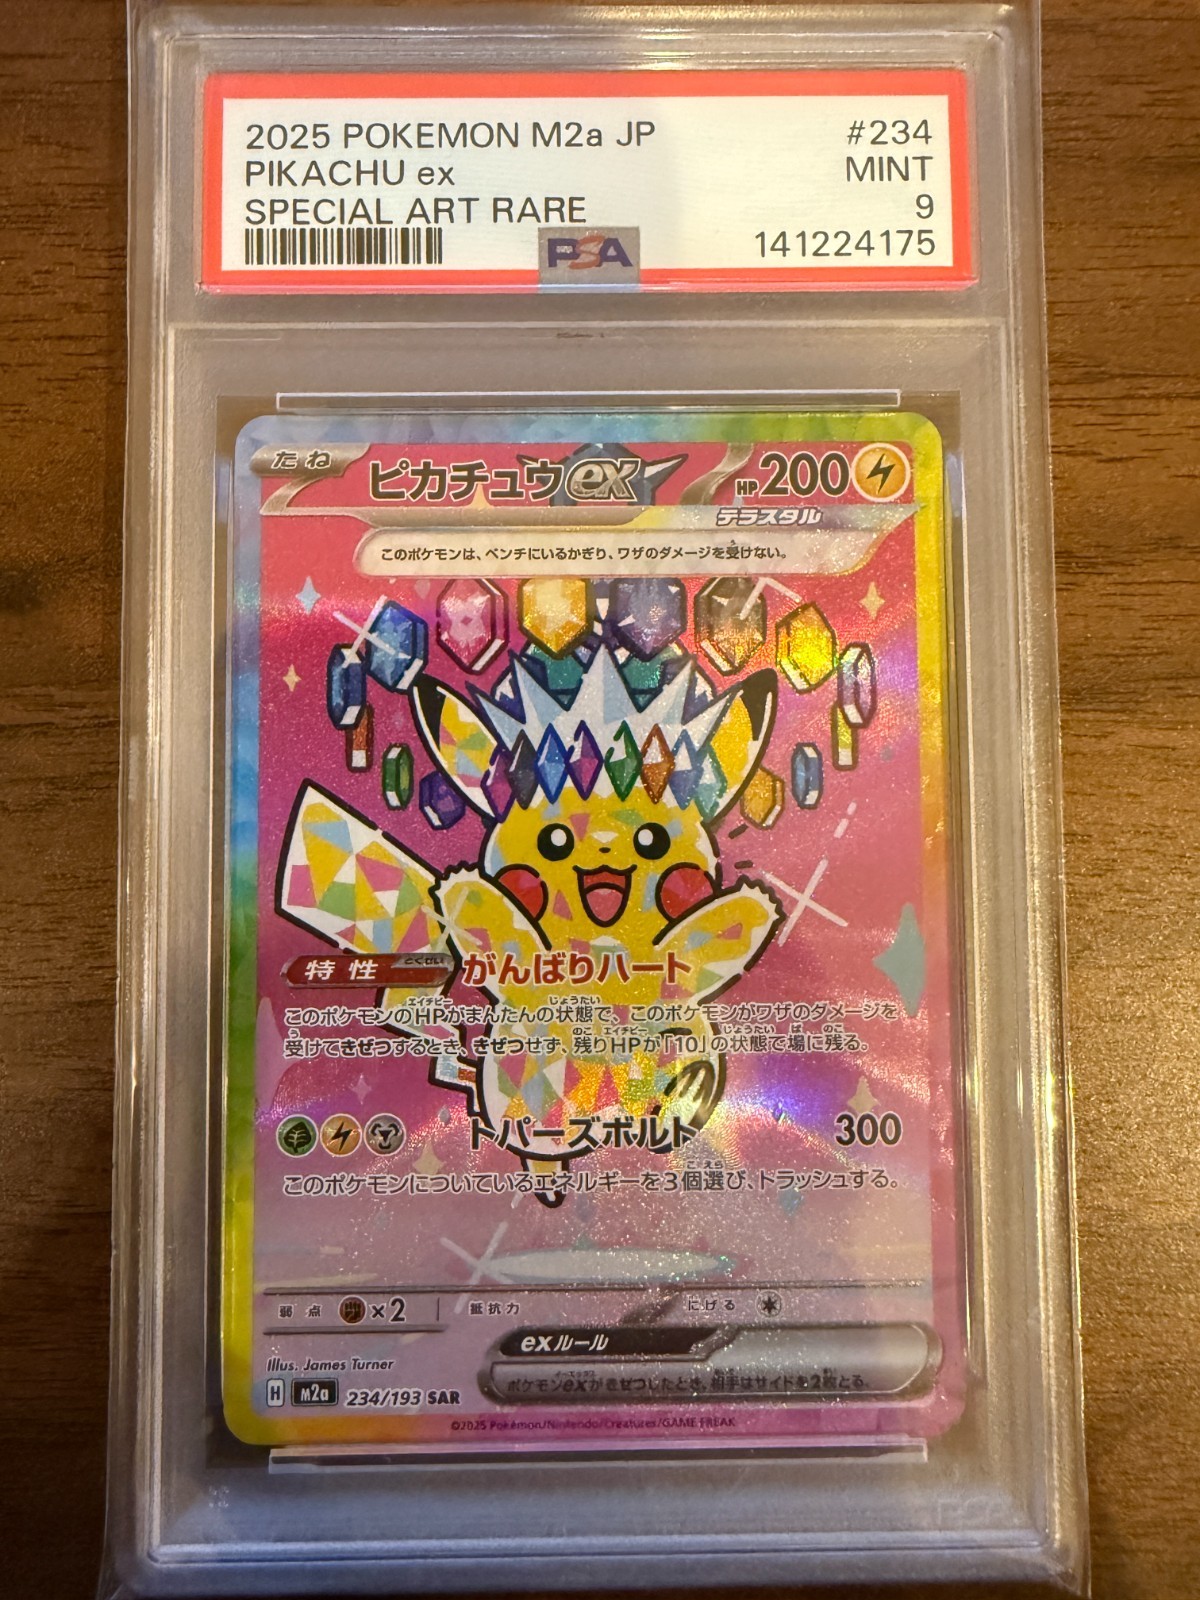 2025 POKEMON M2a JP #234
PIKACHU ex MINT
SPECIAL ART RARE 9
PSA 141224175
たね ピカチュウex HP200
テラスタル
このポケモンは、ベンチにいるかぎり、ワザのダメージを受けない。
特性 がんばりハート
このポケモンのHPがまんたんの状態で、このポケモンがワザのダメージを
受けてきぜつするとき、きぜつせず、残りHPが「10」の状態で場に残る。
トパーズボルト 300
このポケモンについているエネルギーを3個選び、トラッシュする。
弱点 ×2 抵抗力 にげる
exルール
ポケモンexがきぜつしたとき、相手はサイドを2枚とる。
Illus. James Turner
H m2a 234/193 SAR
©2025 Pokémon/Nintendo/Creatures/GAME FREAK